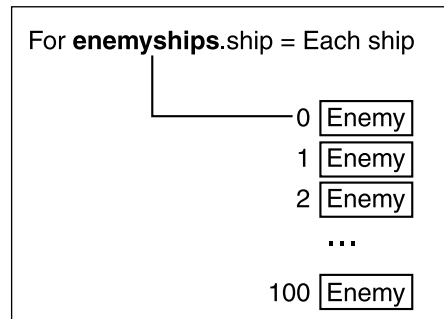 For enemyships.ship = Each ship
0 Enemy
1 Enemy
2 Enemy
...
100 Enemy